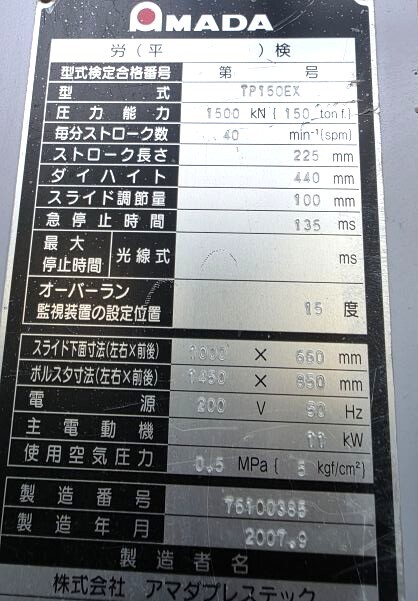 AMADA
労(平 )検
型式検定合格番号 第 号
型式 TP150EX
圧力能力 1500 kN { 150 ton f.}
毎分ストローク数 40 min⁻¹(spm)
ストローク長さ 225 mm
ダイハイト 440 mm
スライド調節量 100 mm
急停止時間 135 ms
最大停止時間 光線式 ms
オーバーラン
監視装置の設定位置 15 度
スライド下面寸法(左右×前後) 1000 × 660 mm
ボルスタ寸法(左右×前後) 1450 × 850 mm
電源 200 V 50 Hz
主電動機 11 kW
使用空気圧力 0.5 MPa { 5 kgf/cm²}
製造番号 76100385
製造年月 2007.9
製造者名
株式会社 アマダプレステック